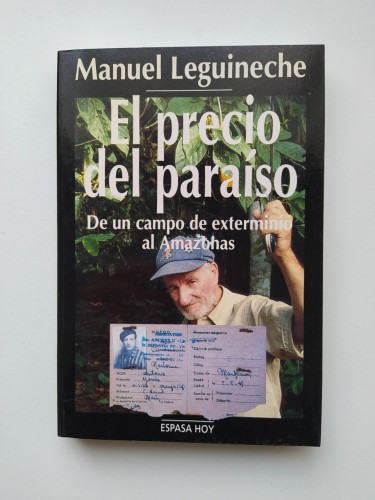 Manuel Leguineche
El precio
del paraíso
De un campo de exterminio
al Amazonas
ESPASA HOY